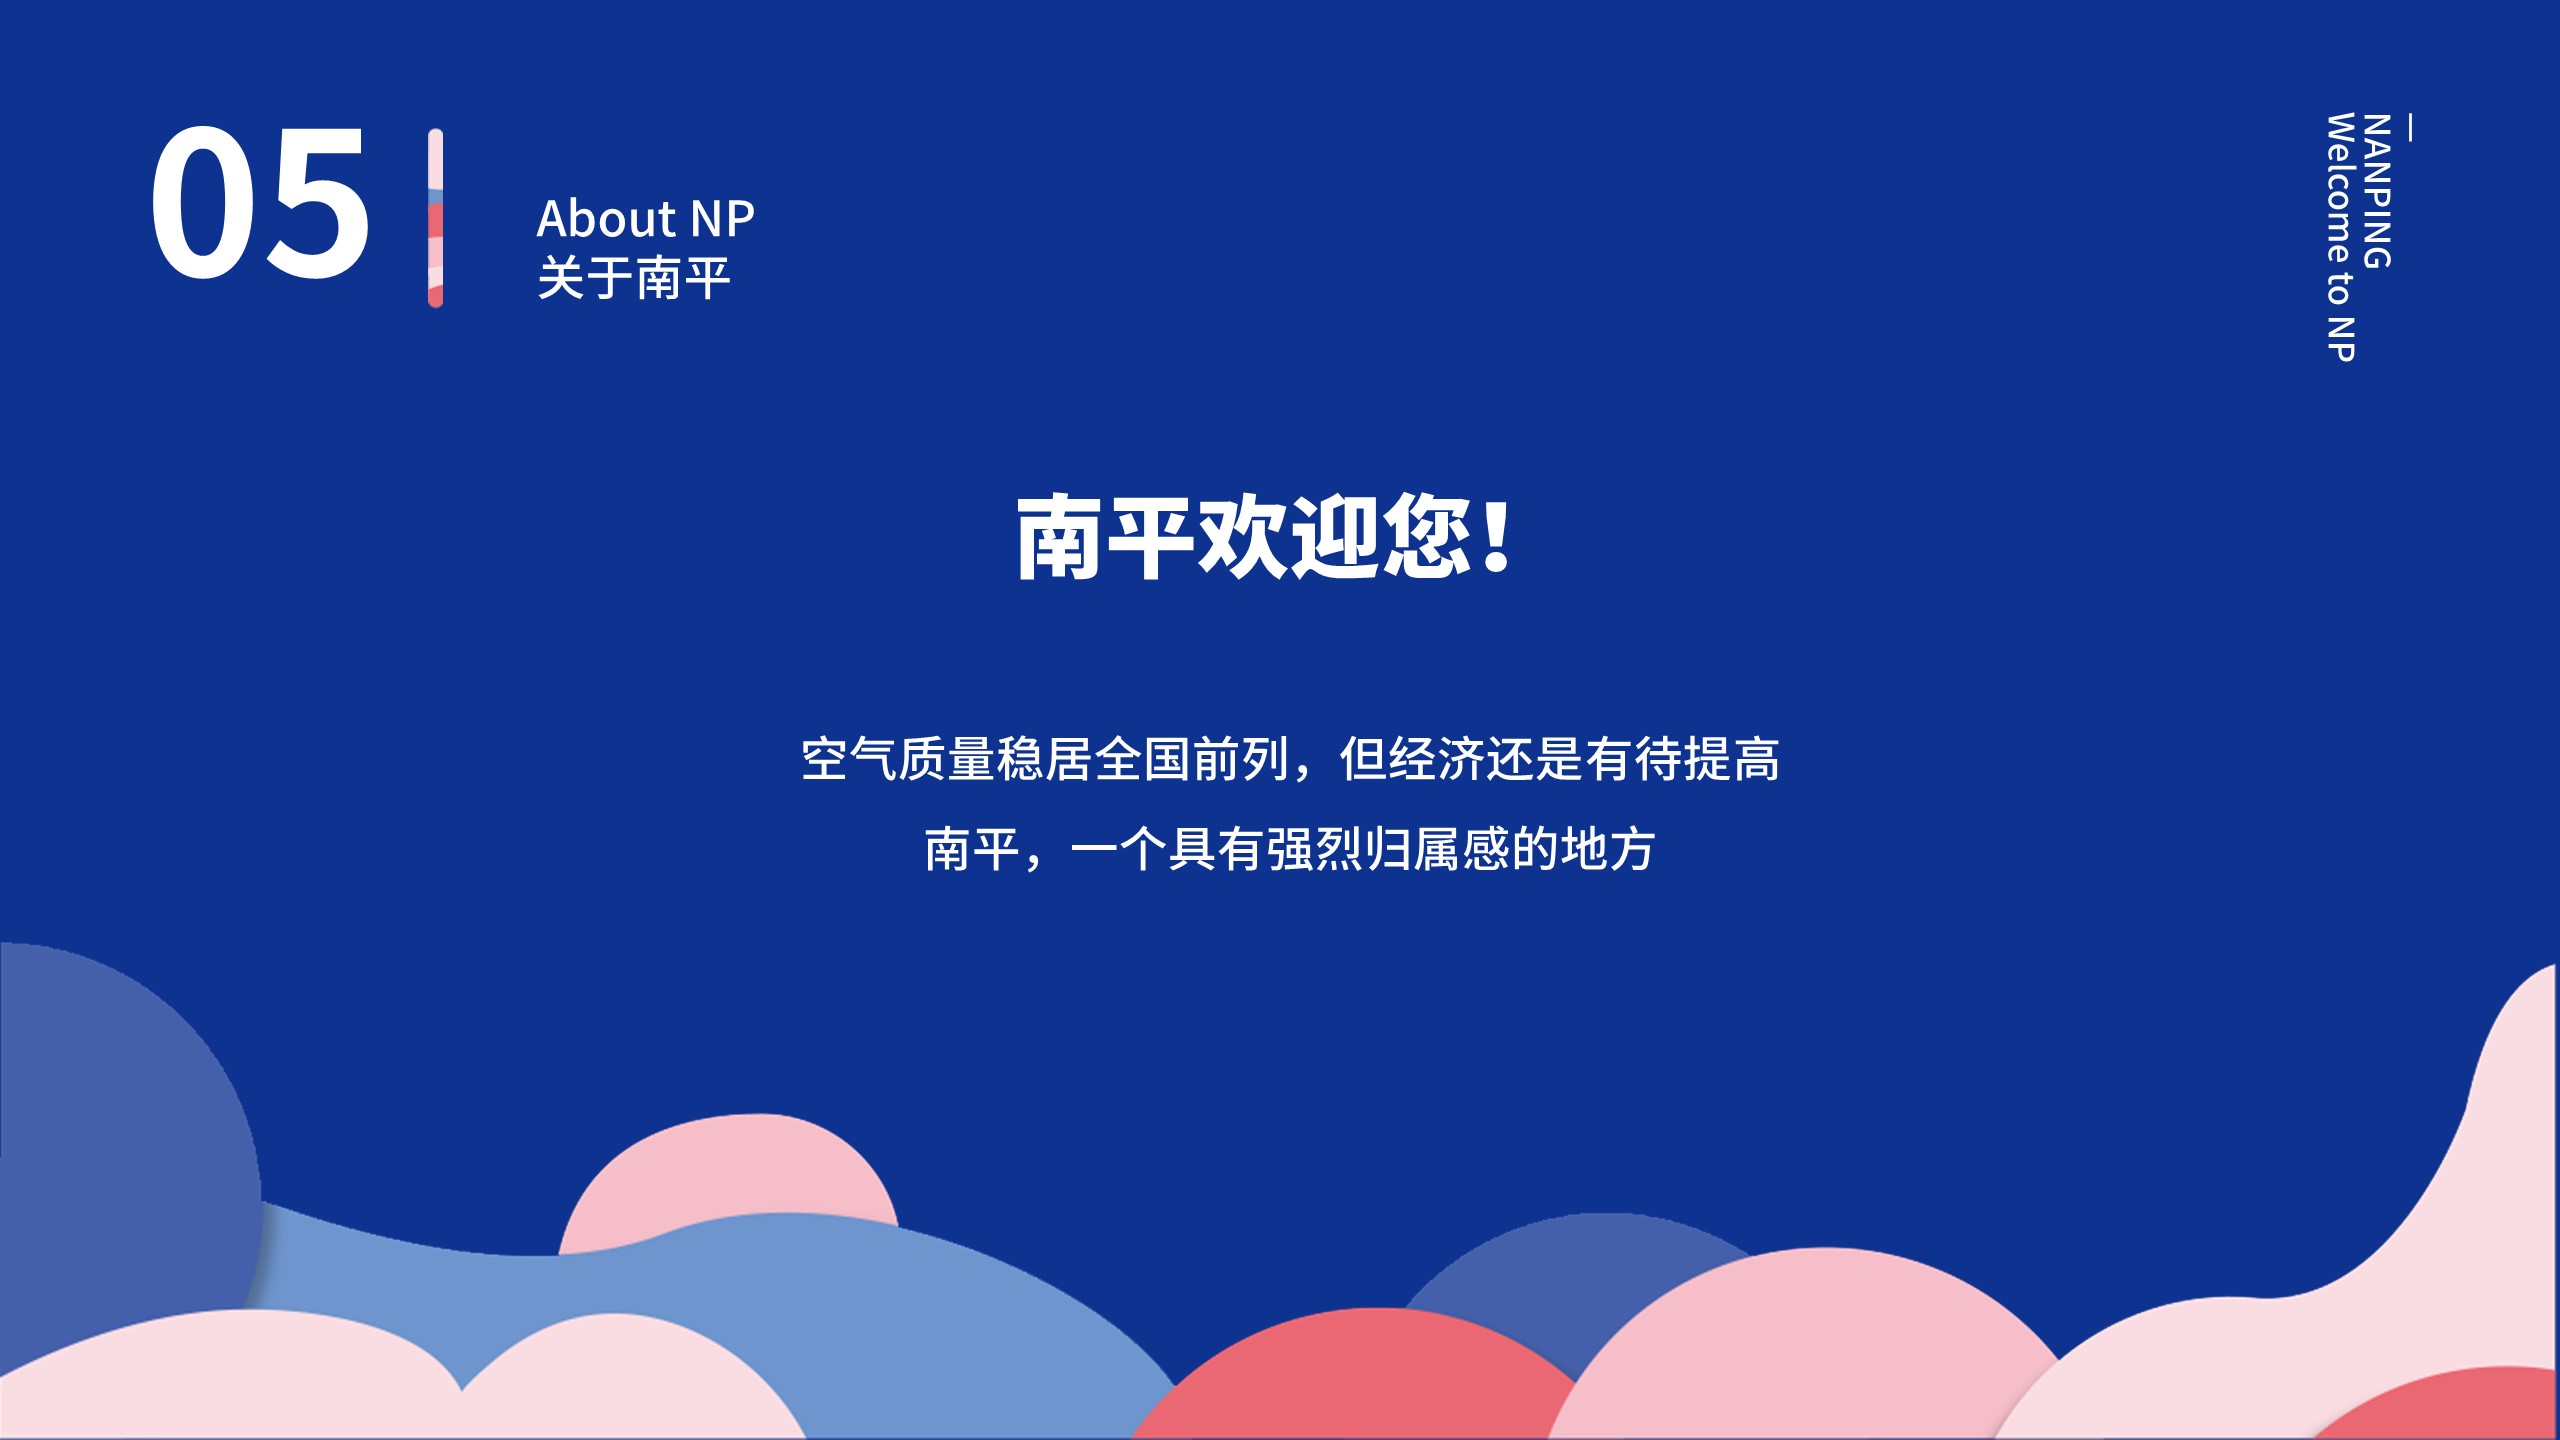 05
About NP
关于南平
—
NANPING
Welcome to NP
南平欢迎您！
空气质量稳居全国前列，但经济还是有待提高
南平，一个具有强烈归属感的地方